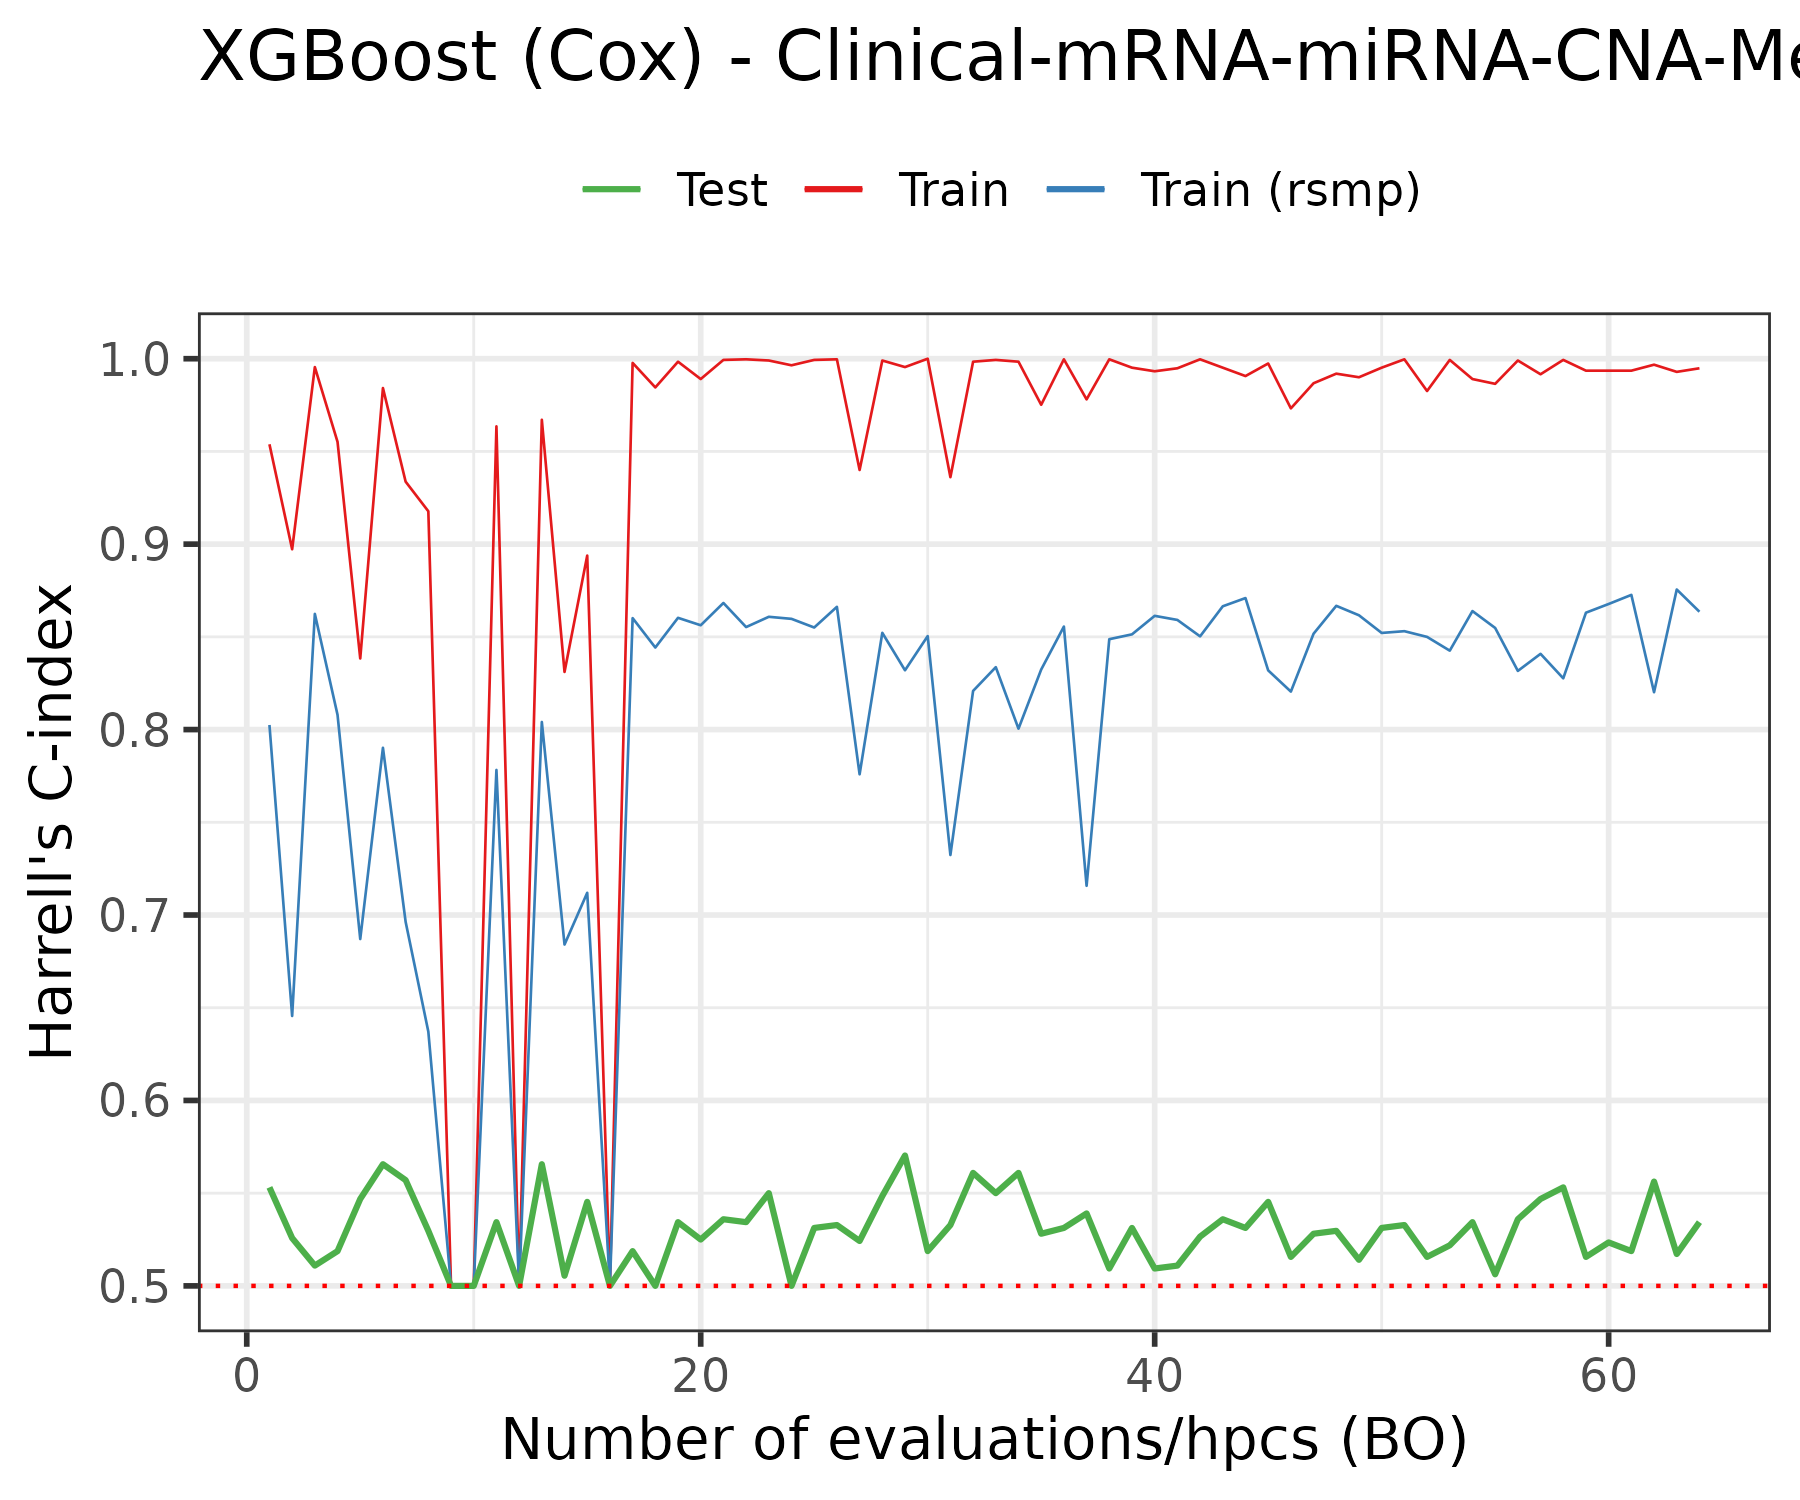 XGBoost (Cox) - Clinical-mRNA-miRNA-CNA-Me
Test Train Train (rsmp)
Harrell's C-index
1.0
0.9
0.8
0.7
0.6
0.5
0 20 40 60
Number of evaluations/hpcs (BO)